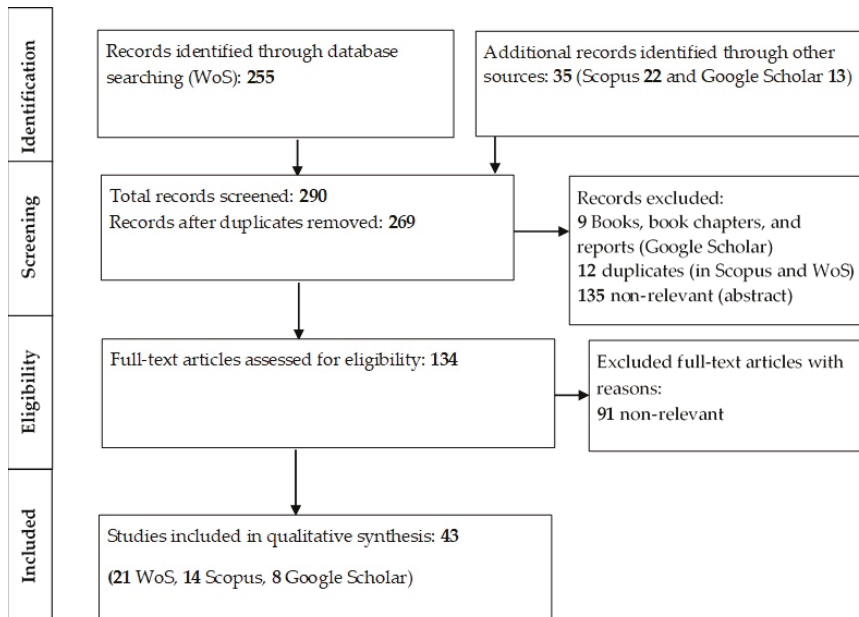 Identification
Records identified through database
searching (WoS): 255
Additional records identified through other
sources: 35 (Scopus 22 and Google Scholar 13)
Screening
Total records screened: 290
Records after duplicates removed: 269
Records excluded:
9 Books, book chapters, and
reports (Google Scholar)
12 duplicates (in Scopus and WoS)
135 non-relevant (abstract)
Eligibility
Full-text articles assessed for eligibility: 134
Excluded full-text articles with
reasons:
91 non-relevant
Included
Studies included in qualitative synthesis: 43
(21 WoS, 14 Scopus, 8 Google Scholar)